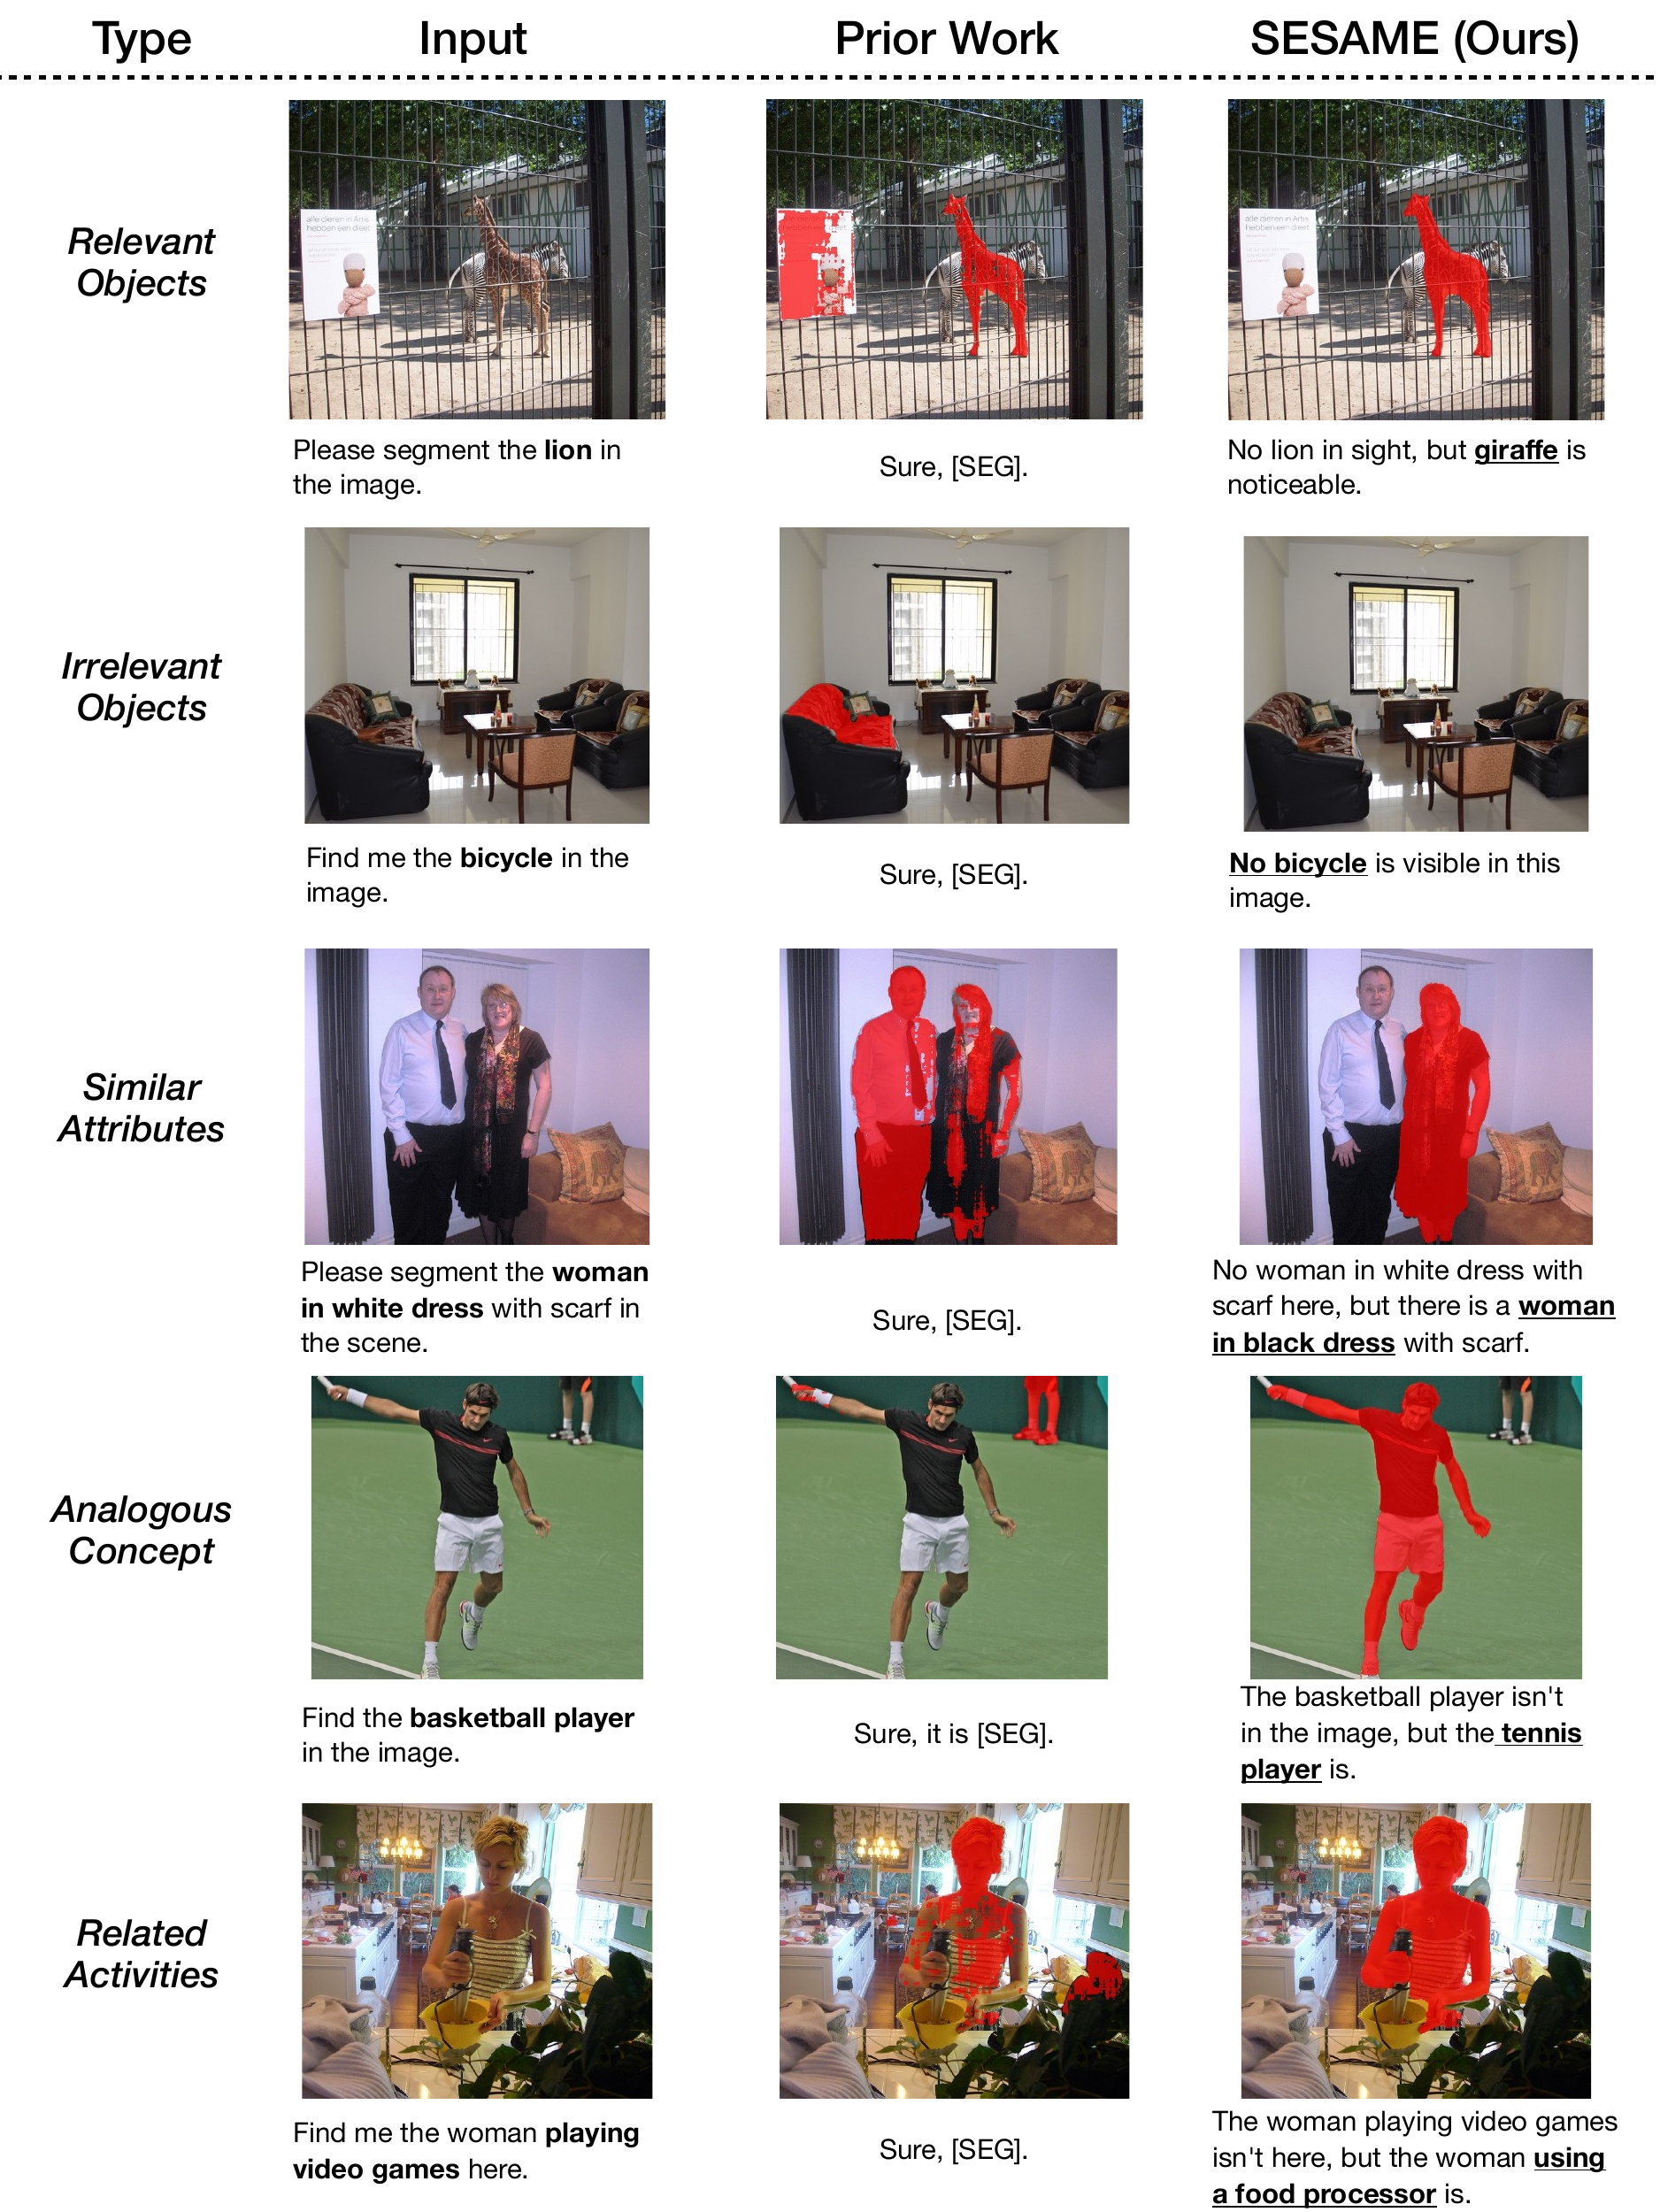 Type Input Prior Work SESAME (Ours)
Relevant
Objects
alle dieren in Artis
hebben een dieet
Please segment the lion in
the image.
Sure, [SEG].
alle dieren in Artis
hebben een dieet
No lion in sight, but giraffe is
noticeable.
Irrelevant
Objects
Find me the bicycle in the
image.
Sure, [SEG].
No bicycle is visible in this
image.
Similar
Attributes
Please segment the woman
in white dress with scarf in
the scene.
Sure, [SEG].
No woman in white dress with
scarf here, but there is a woman
in black dress with scarf.
Analogous
Concept
Find the basketball player
in the image.
Sure, it is [SEG].
The basketball player isn't
in the image, but the tennis
player is.
Related
Activities
Find me the woman playing
video games here.
Sure, [SEG].
The woman playing video games
isn't here, but the woman using
a food processor is.